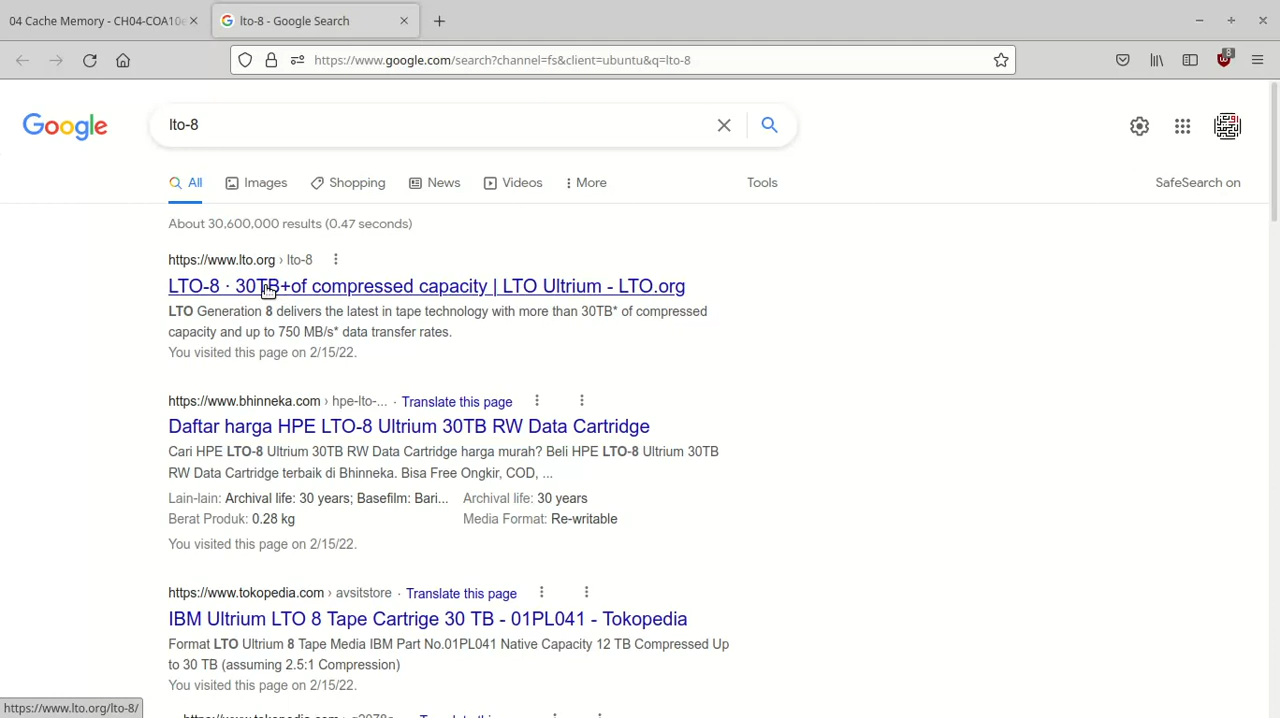 04 Cache Memory - CH04-COA10e
lto-8 - Google Search
https://www.google.com/search?channel=fs&client=ubuntu&q=lto-8
8
Google
lto-8
All
Images
Shopping
News
Videos
More
Tools
SafeSearch on
About 30,600,000 results (0.47 seconds)
https://www.lto.org › lto-8
LTO-8 · 30TB+of compressed capacity | LTO Ultrium - LTO.org
LTO Generation 8 delivers the latest in tape technology with more than 30TB* of compressed
capacity and up to 750 MB/s* data transfer rates.
You visited this page on 2/15/22.
https://www.bhinneka.com › hpe-lto-... · Translate this page
Daftar harga HPE LTO-8 Ultrium 30TB RW Data Cartridge
Cari HPE LTO-8 Ultrium 30TB RW Data Cartridge harga murah? Beli HPE LTO-8 Ultrium 30TB
RW Data Cartridge terbaik di Bhinneka. Bisa Free Ongkir, COD, ...
Lain-lain: Archival life: 30 years; Basefilm: Bari... Archival life: 30 years
Berat Produk: 0.28 kg Media Format: Re-writable
You visited this page on 2/15/22.
https://www.tokopedia.com › avsitstore · Translate this page
IBM Ultrium LTO 8 Tape Cartrige 30 TB - 01PL041 - Tokopedia
Format LTO Ultrium 8 Tape Media IBM Part No.01PL041 Native Capacity 12 TB Compressed Up
to 30 TB (assuming 2.5:1 Compression)
You visited this page on 2/15/22.
https://www.lto.org/lto-8/